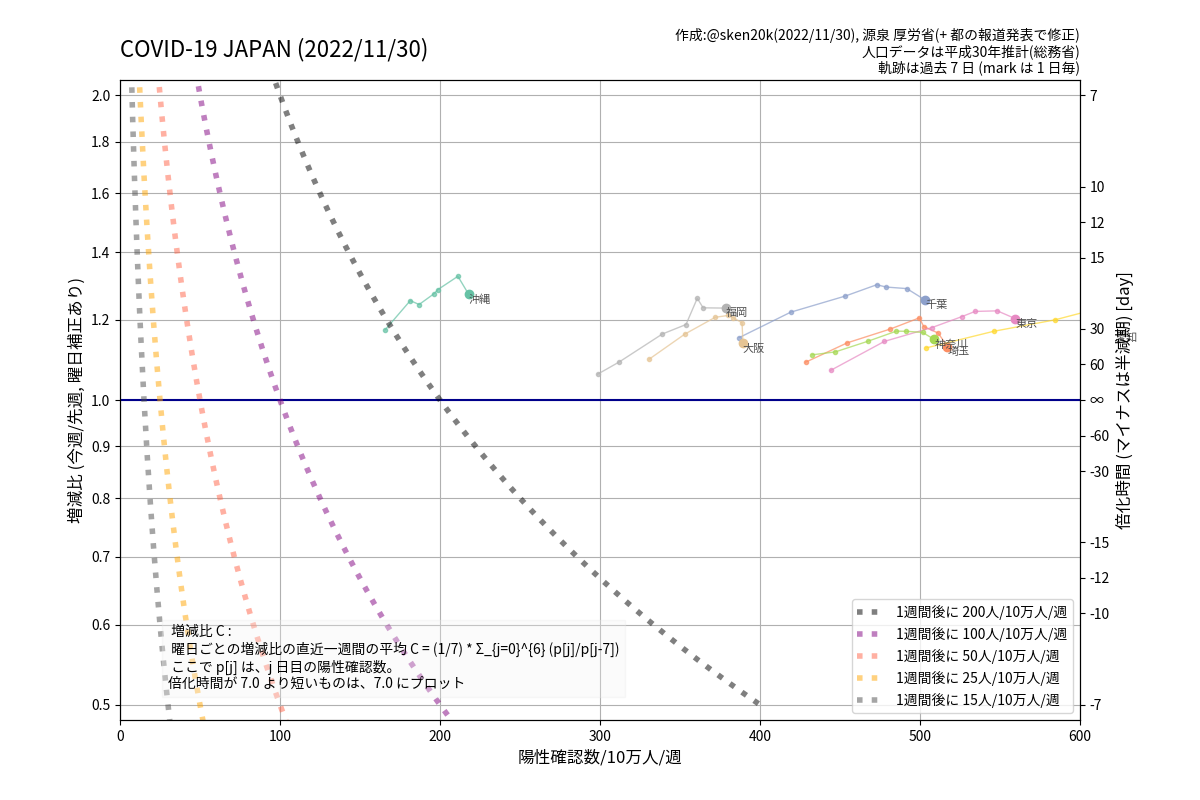 COVID-19 JAPAN (2022/11/30)
作成:@sken20k(2022/11/30), 源泉 厚労省(+ 都の報道発表で修正)
人口データは平成30年推計(総務省)
軌跡は過去 7 日 (mark は 1 日毎)
増減比 (今週/先週, 曜日補正あり)
2.0
1.8
1.6
1.4
1.2
1.0
0.9
0.8
0.7
0.6
0.5
沖縄
福岡
大阪
千葉
神奈川
埼玉
東京
7
10
12
15
30
60
∞
-60
-30
-15
-12
-10
-7
倍化時間 (マイナスは半減期) [day]
増減比 C :
曜日ごとの増減比の直近一週間の平均 C = (1/7) * Σ_{j=0}^{6} (p[j]/p[j-7])
ここで p[j] は、j 日目の陽性確認数。
倍化時間が 7.0 より短いものは、7.0 にプロット
1週間後に 200人/10万人/週
1週間後に 100人/10万人/週
1週間後に 50人/10万人/週
1週間後に 25人/10万人/週
1週間後に 15人/10万人/週
0
100
200
300
400
500
600
陽性確認数/10万人/週